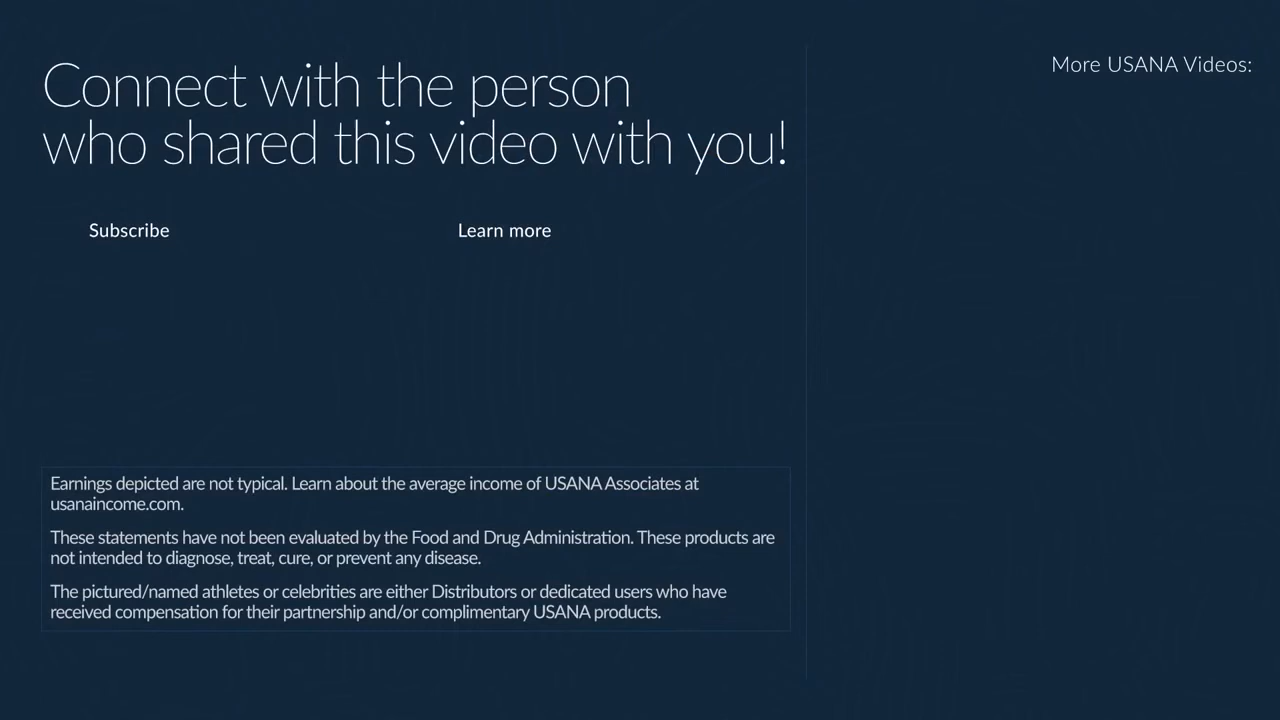 Connect with the person
who shared this video with you!
More USANA Videos:
Subscribe
Learn more
Earnings depicted are not typical. Learn about the average income of USANA Associates at
usanaincome.com.
These statements have not been evaluated by the Food and Drug Administration. These products are
not intended to diagnose, treat, cure, or prevent any disease.
The pictured/named athletes or celebrities are either Distributors or dedicated users who have
received compensation for their partnership and/or complimentary USANA products.